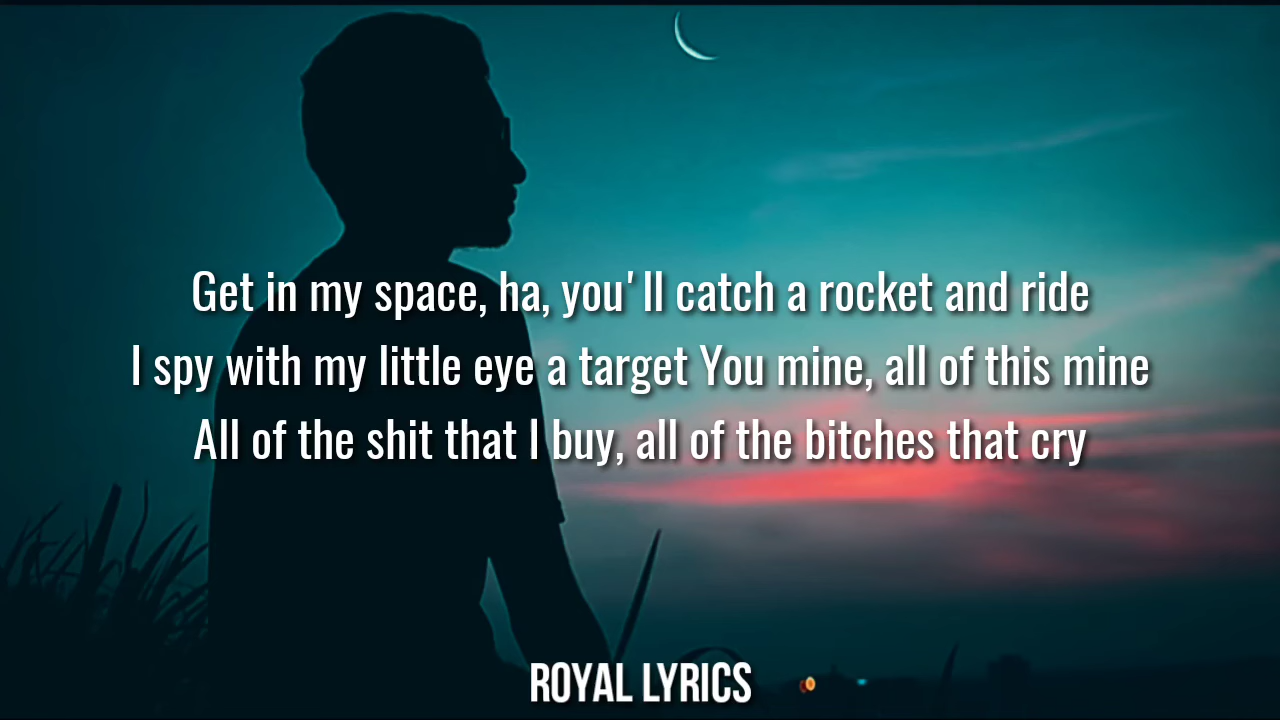 Get in my space, ha, you'll catch a rocket and ride
I spy with my little eye a target You mine, all of this mine
All of the shit that I buy, all of the bitches that cry
ROYAL LYRICS